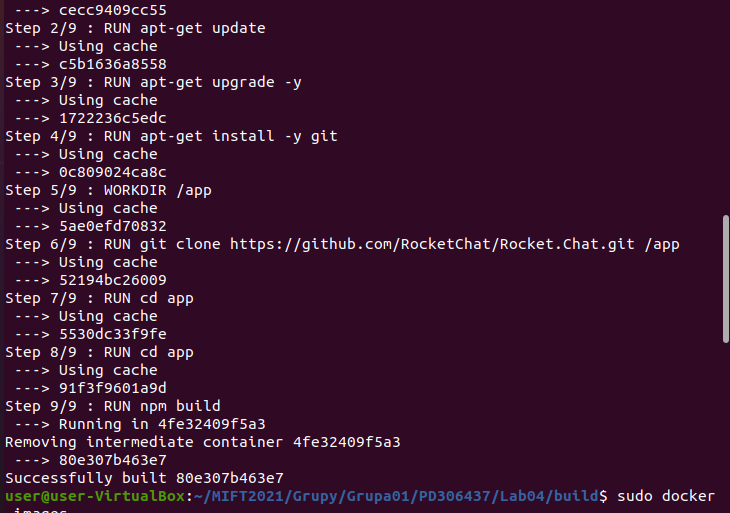 ---> cecc9409cc55
Step 2/9 : RUN apt-get update
---> Using cache
---> c5b1636a8558
Step 3/9 : RUN apt-get upgrade -y
---> Using cache
---> 1722236c5edc
Step 4/9 : RUN apt-get install -y git
---> Using cache
---> 0c809024ca8c
Step 5/9 : WORKDIR /app
---> Using cache
---> 5ae0efd70832
Step 6/9 : RUN git clone https://github.com/RocketChat/Rocket.Chat.git /app
---> Using cache
---> 52194bc26009
Step 7/9 : RUN cd app
---> Using cache
---> 5530dc33f9fe
Step 8/9 : RUN cd app
---> Using cache
---> 91f3f9601a9d
Step 9/9 : RUN npm build
---> Running in 4fe32409f5a3
Removing intermediate container 4fe32409f5a3
---> 80e307b463e7
Successfully built 80e307b463e7
user@user-VirtualBox:~/MIFT2021/Grupy/Grupa01/PD306437/Lab04/build$ sudo docker
images